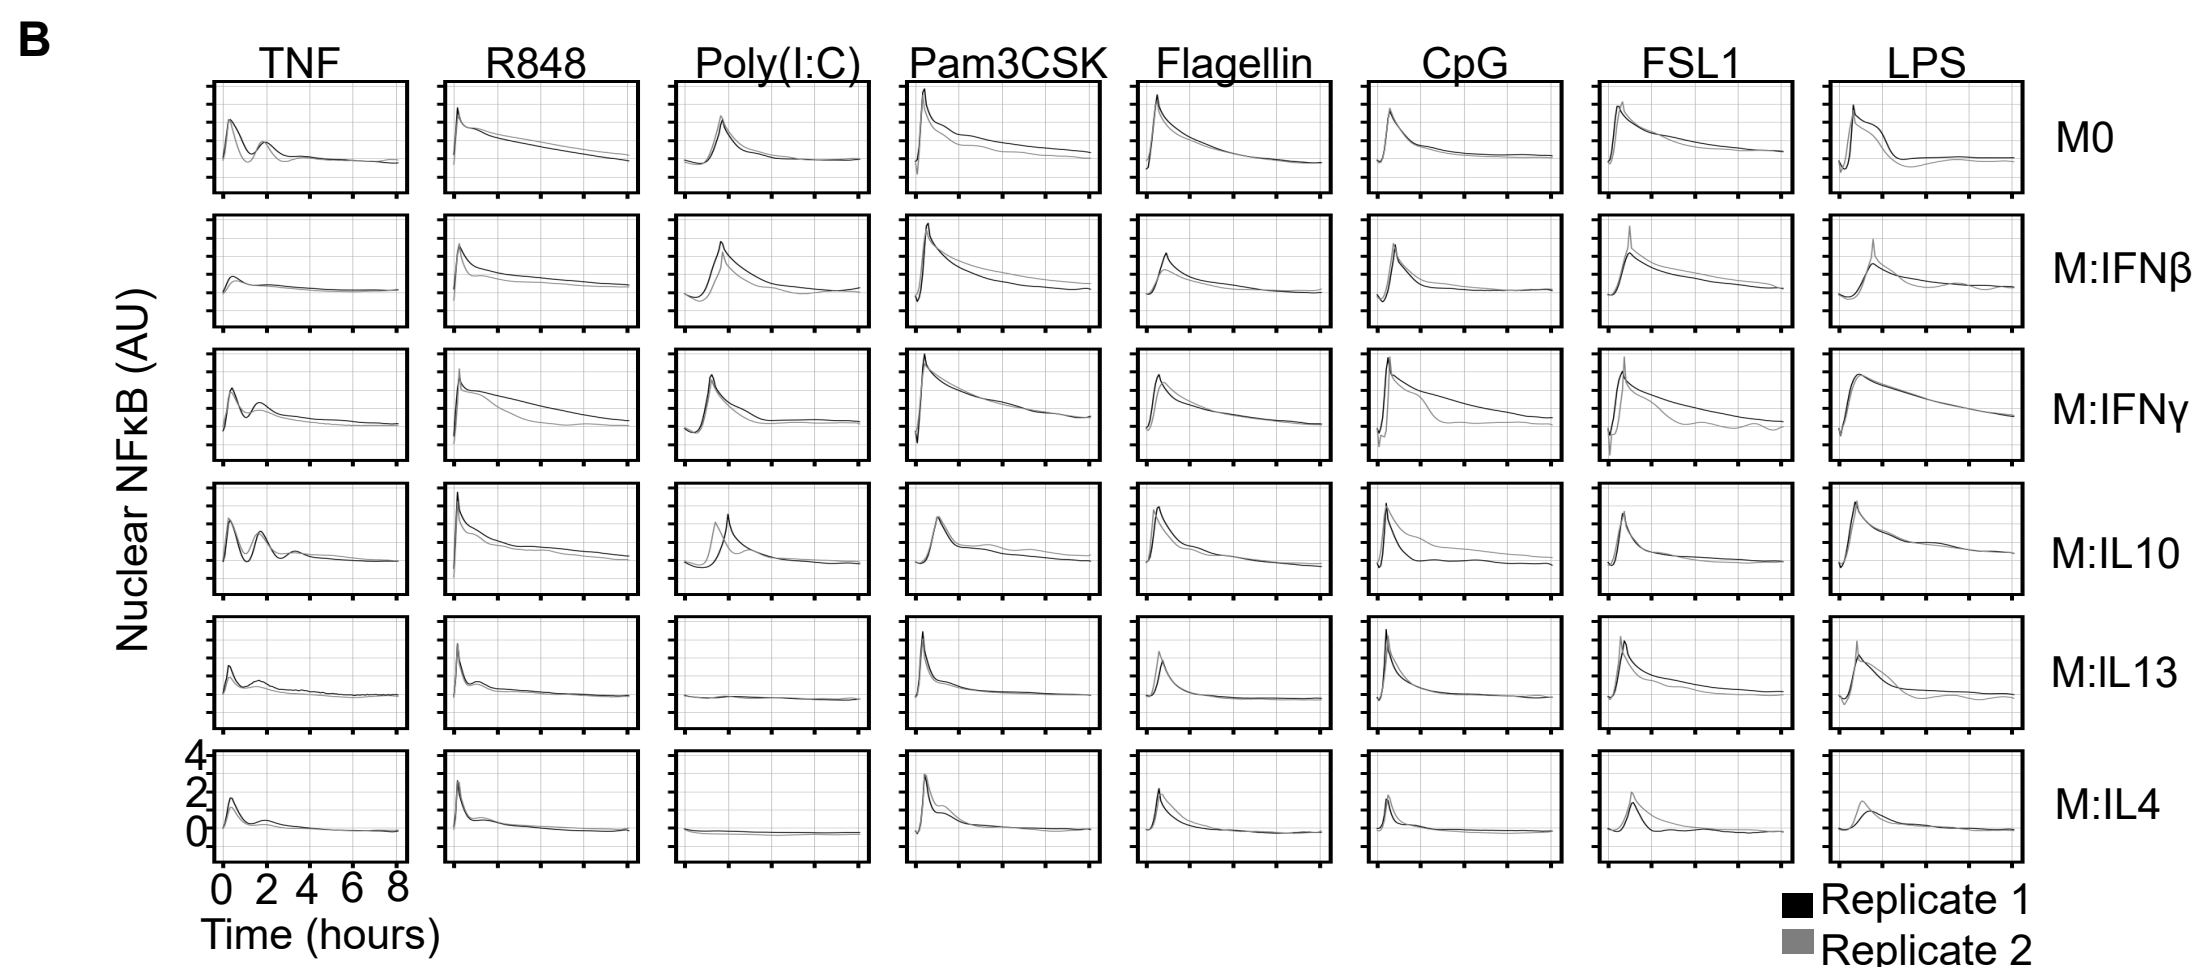 B
TNF R848 Poly(I:C) Pam3CSK Flagellin CpG FSL1 LPS
M0
M:IFNβ
M:IFNγ
M:IL10
M:IL13
M:IL4
Nuclear NFκB (AU)
4
2
0
0 2 4 6 8
Time (hours)
Replicate 1
Replicate 2